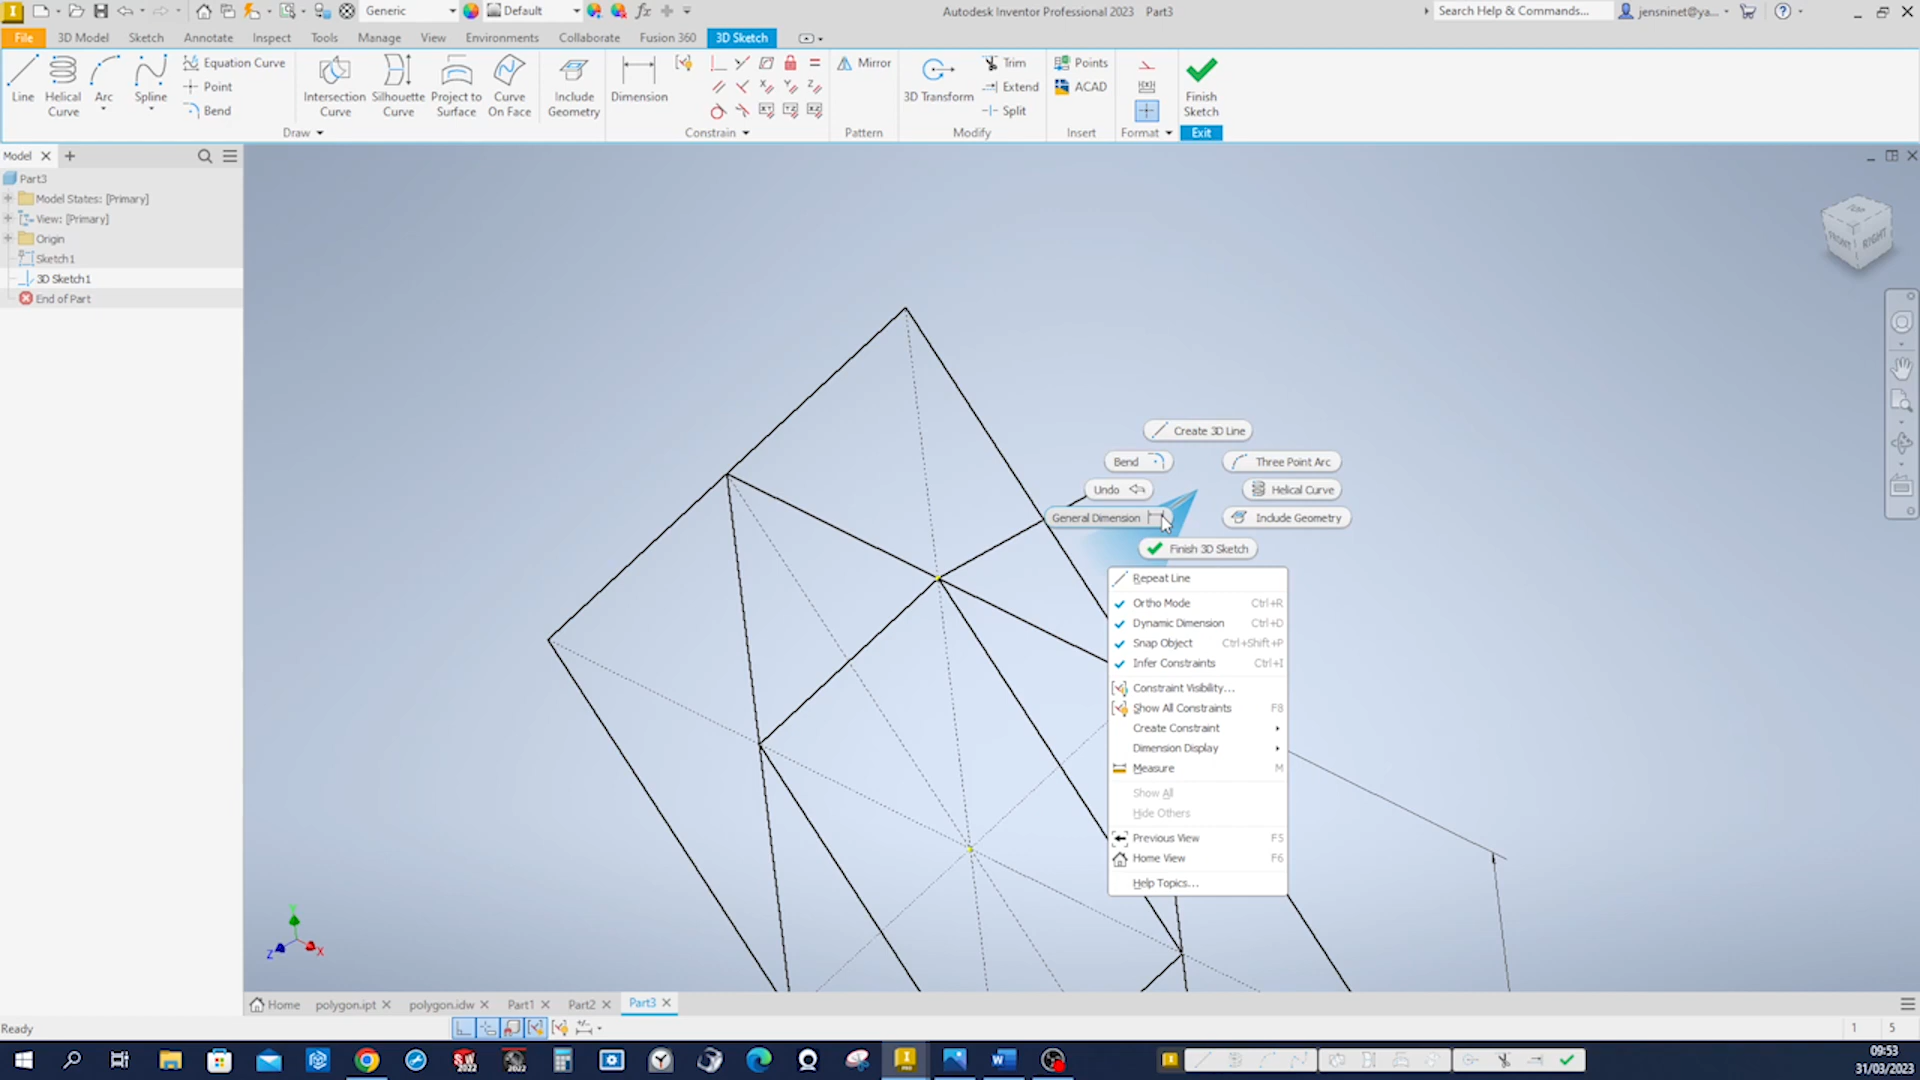 Generic
Default
fx
Autodesk Inventor Professional 2023 Part3
Search Help & Commands...
jensninet@ya...
File
3D Model
Sketch
Annotate
Inspect
Tools
Manage
View
Environments
Collaborate
Fusion 360
3D Sketch
Line
Helical Curve
Arc
Spline
Equation Curve
Point
Bend
Intersection Curve
Silhouette Curve
Project to Surface
Curve On Face
Include Geometry
Dimension
Mirror
3D Transform
Trim
Extend
Split
Points
ACAD
Finish Sketch
Draw
Constrain
Pattern
Modify
Insert
Format
Exit
Model
Part3
Model States: [Primary]
View: [Primary]
Origin
Sketch1
3D Sketch1
End of Part
TOP
FRONT
RIGHT
Create 3D Line
Bend
Three Point Arc
Undo
Helical Curve
General Dimension
Include Geometry
Finish 3D Sketch
Repeat Line
Ortho Mode Ctrl+R
Dynamic Dimension Ctrl+D
Snap Object Ctrl+Shift+P
Infer Constraints Ctrl+I
Constraint Visibility...
Show All Constraints F8
Create Constraint
Dimension Display
Measure M
Show All
Hide Others
Previous View F5
Home View F6
Help Topics...
Y
Z
X
Home
polygon.ipt
polygon.idw
Part1
Part2
Part3
Ready
1
5
09:53
31/03/2023